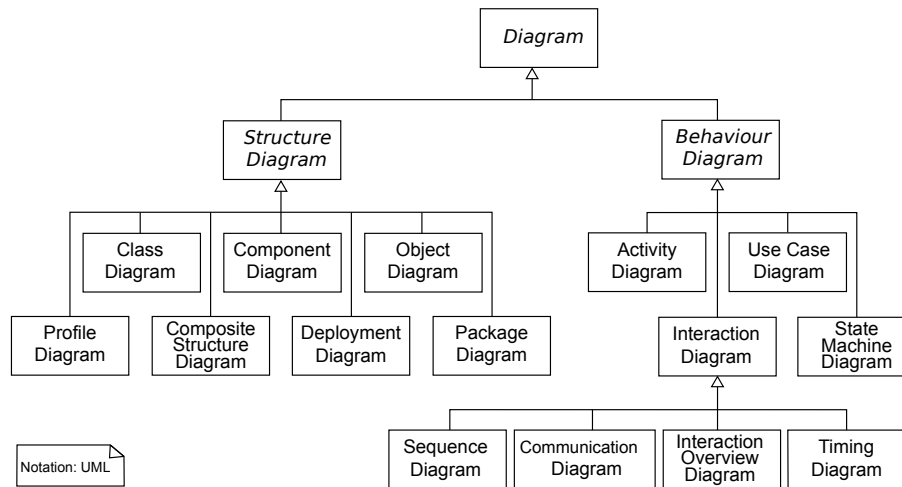 Diagram
Structure
Diagram
Behaviour
Diagram
Class
Diagram
Component
Diagram
Object
Diagram
Activity
Diagram
Use Case
Diagram
Profile
Diagram
Composite
Structure
Diagram
Deployment
Diagram
Package
Diagram
Interaction
Diagram
State
Machine
Diagram
Sequence
Diagram
Communication
Diagram
Interaction
Overview
Diagram
Timing
Diagram
Notation: UML